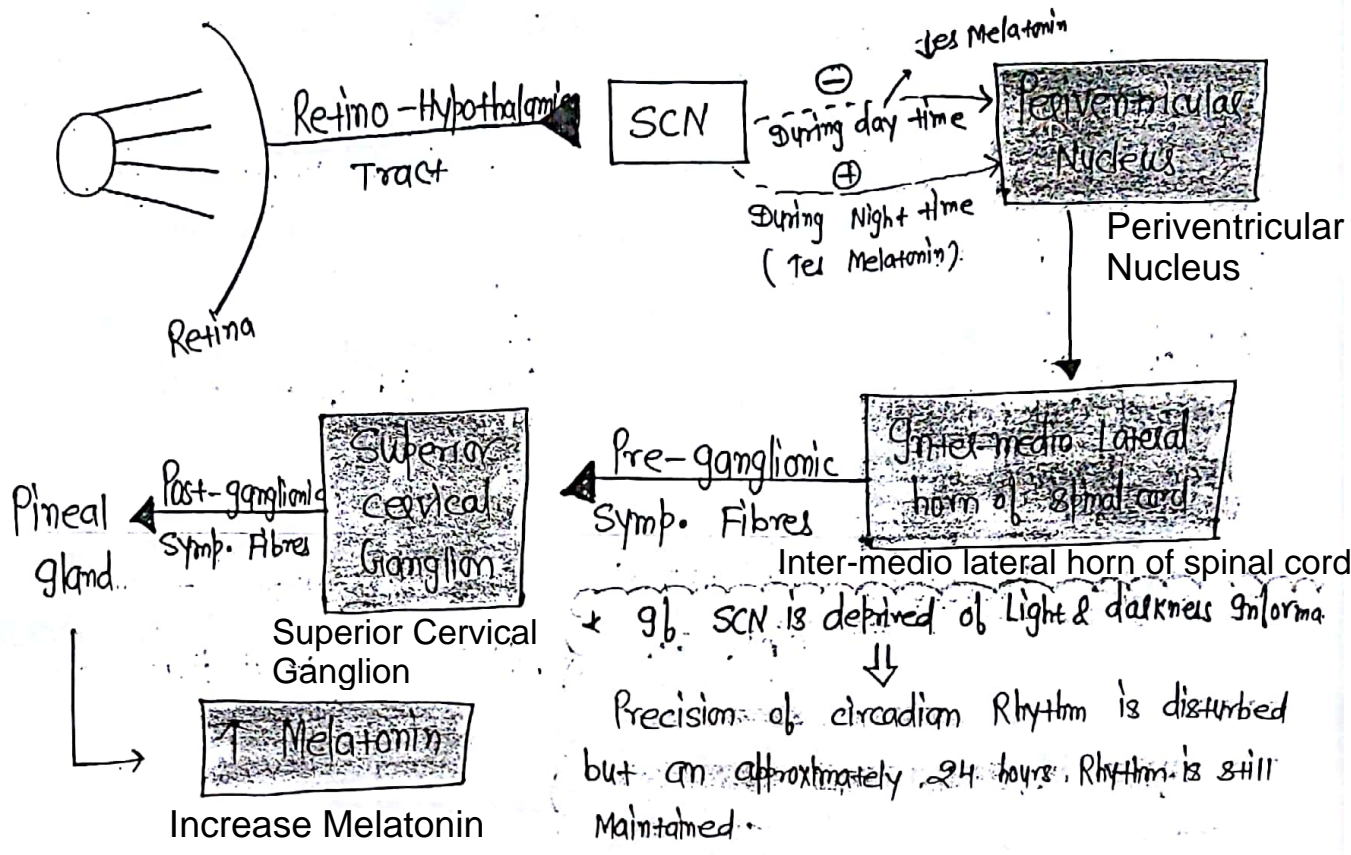 Retino-Hypothalamic
Tract
Retina
SCN
⊖
↓es Melatonin
During day time
⊕
During Night time
(↑es Melatonin).
Periventricular
Nucleus
Periventricular
Nucleus
Inter-medio Lateral
horn of spinal cord
Inter-medio lateral horn of spinal cord
Pre-ganglionic
Symp. Fibres
Superior
cervical
Ganglion
Superior Cervical
Ganglion
Post-ganglionic
Symp. Fibres
Pineal
gland
↑ Melatonin
Increase Melatonin
* If SCN is deprived of Light & darkness Informa
⇓
Precision of circadian Rhythm is disturbed
but an approximately 24 hours Rhythm is still
Maintained.